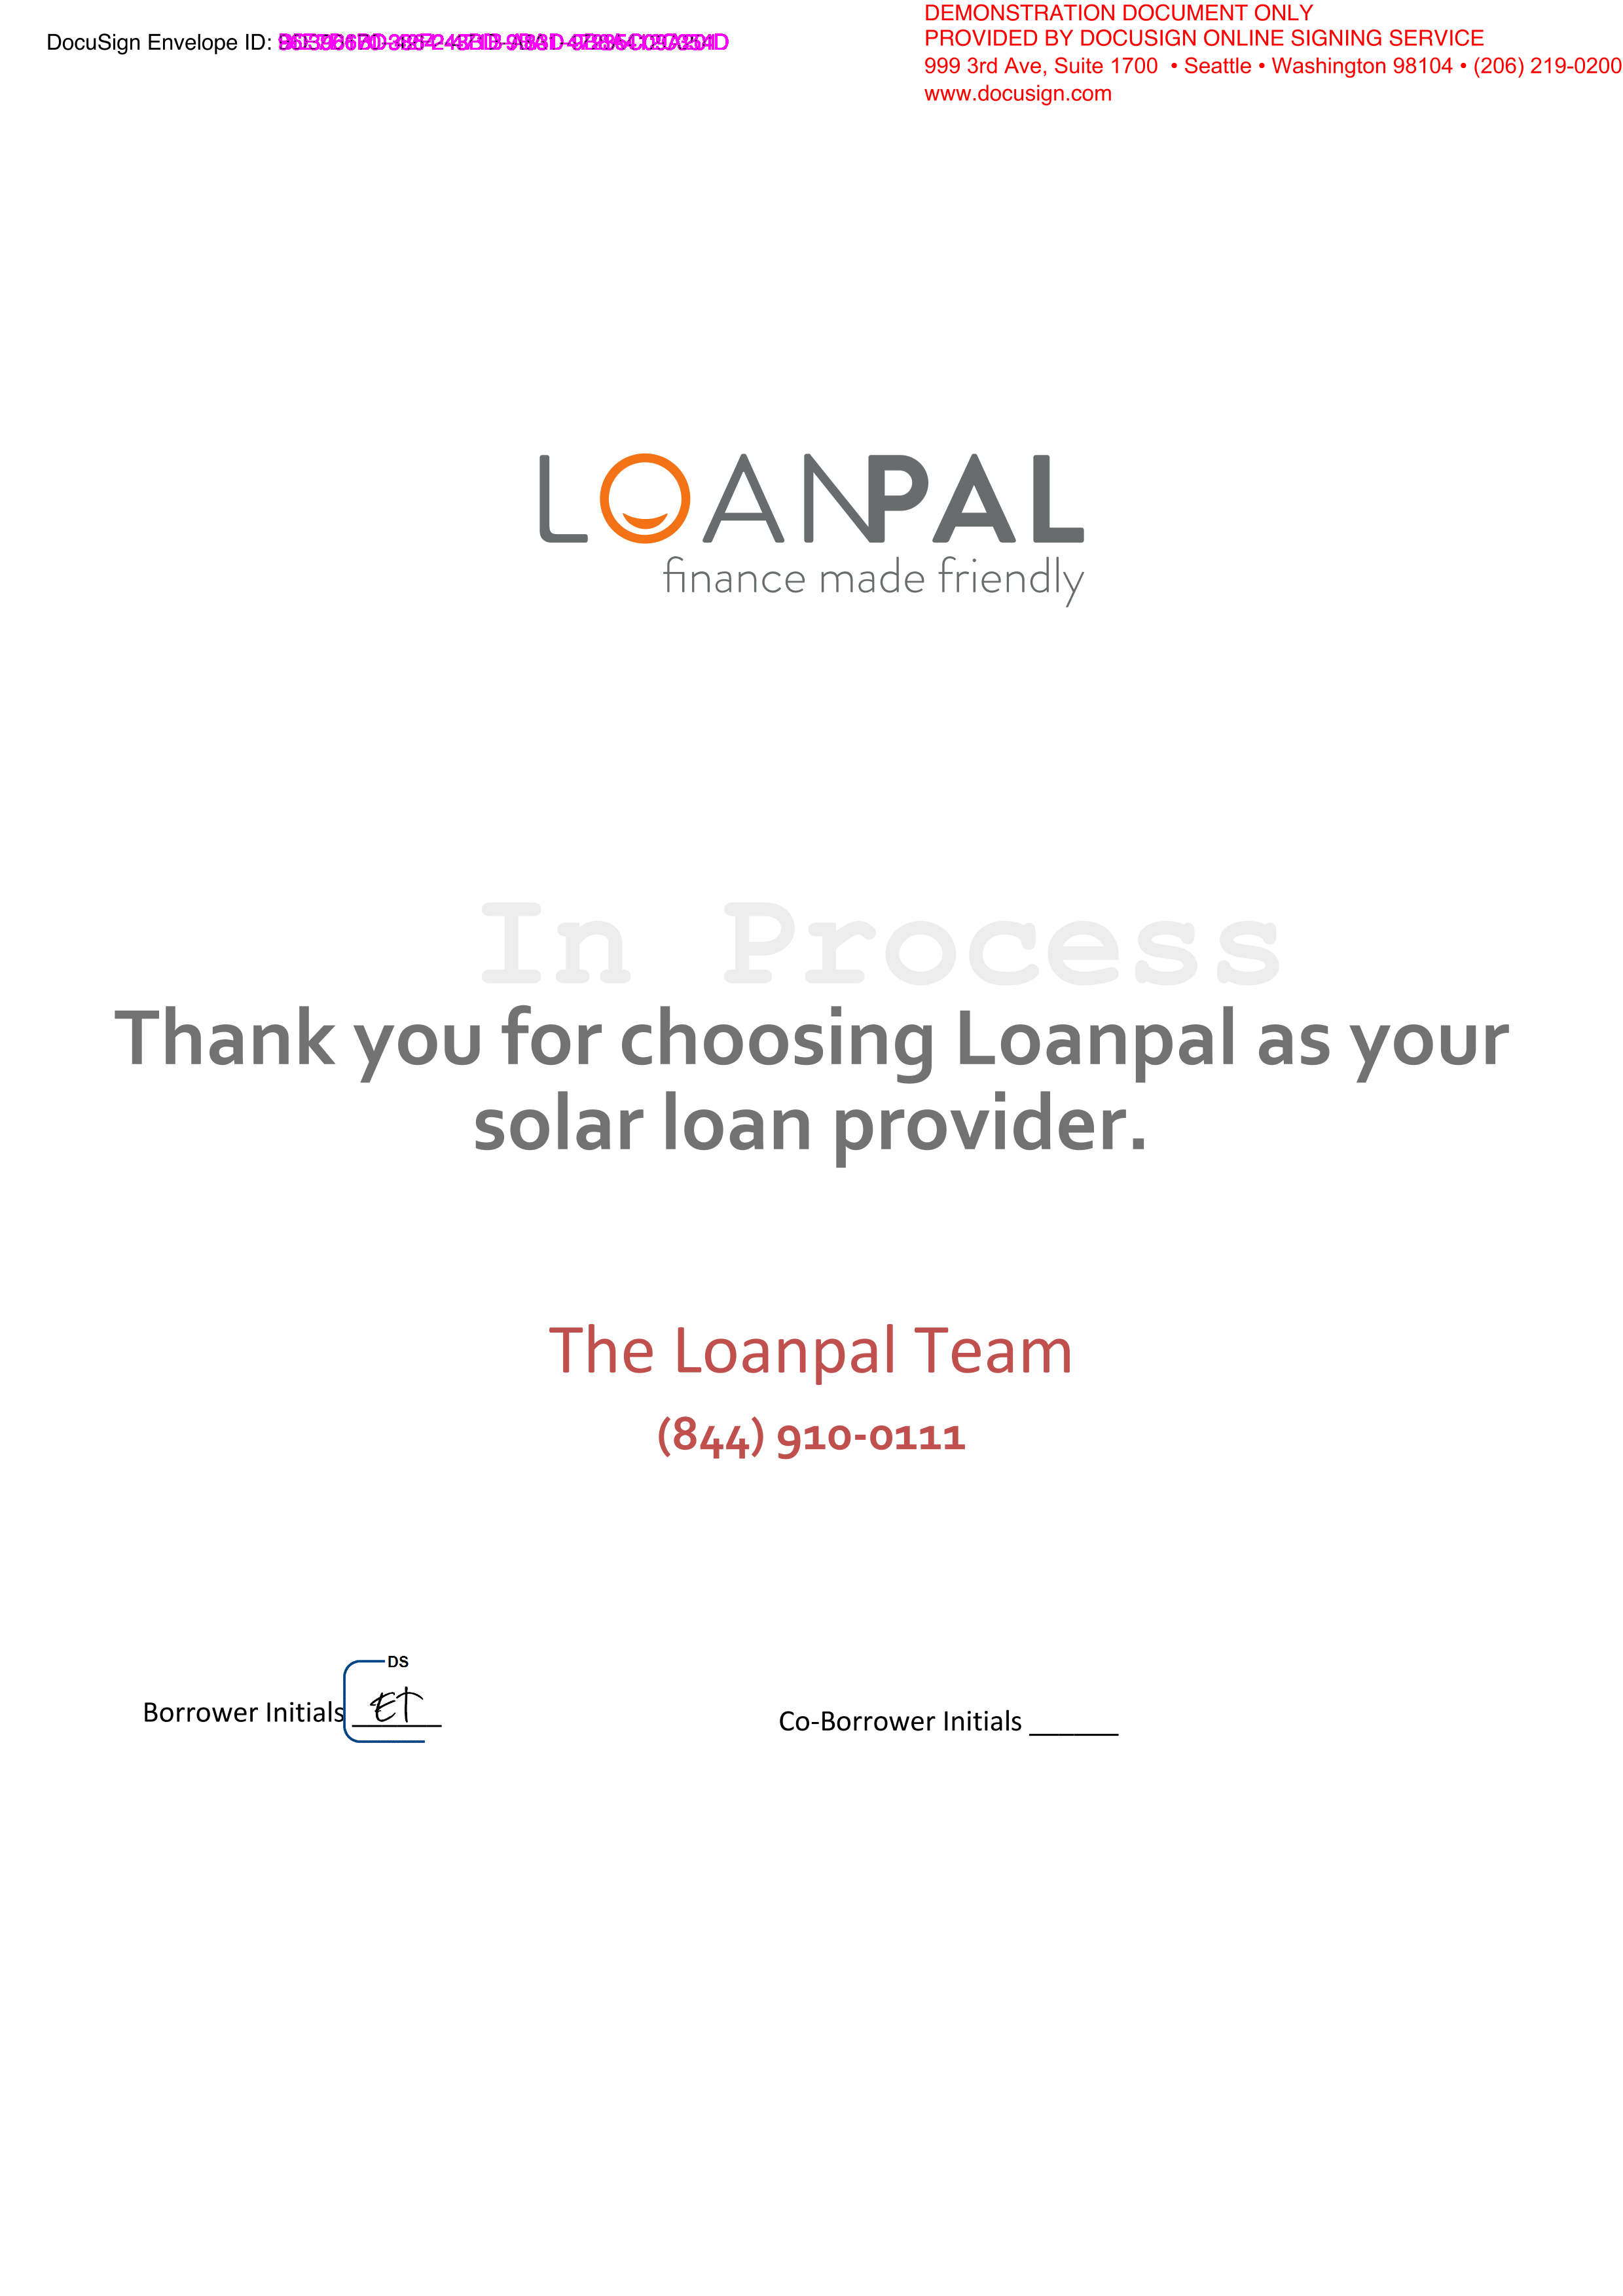 DocuSign Envelope ID:
DEMONSTRATION DOCUMENT ONLY
PROVIDED BY DOCUSIGN ONLINE SIGNING SERVICE
999 3rd Ave, Suite 1700 • Seattle • Washington 98104 • (206) 219-0200
www.docusign.com
LOANPAL
finance made friendly
In Process
Thank you for choosing Loanpal as your
solar loan provider.
The Loanpal Team
(844) 910-0111
DS
Borrower Initials ET
Co-Borrower Initials ______